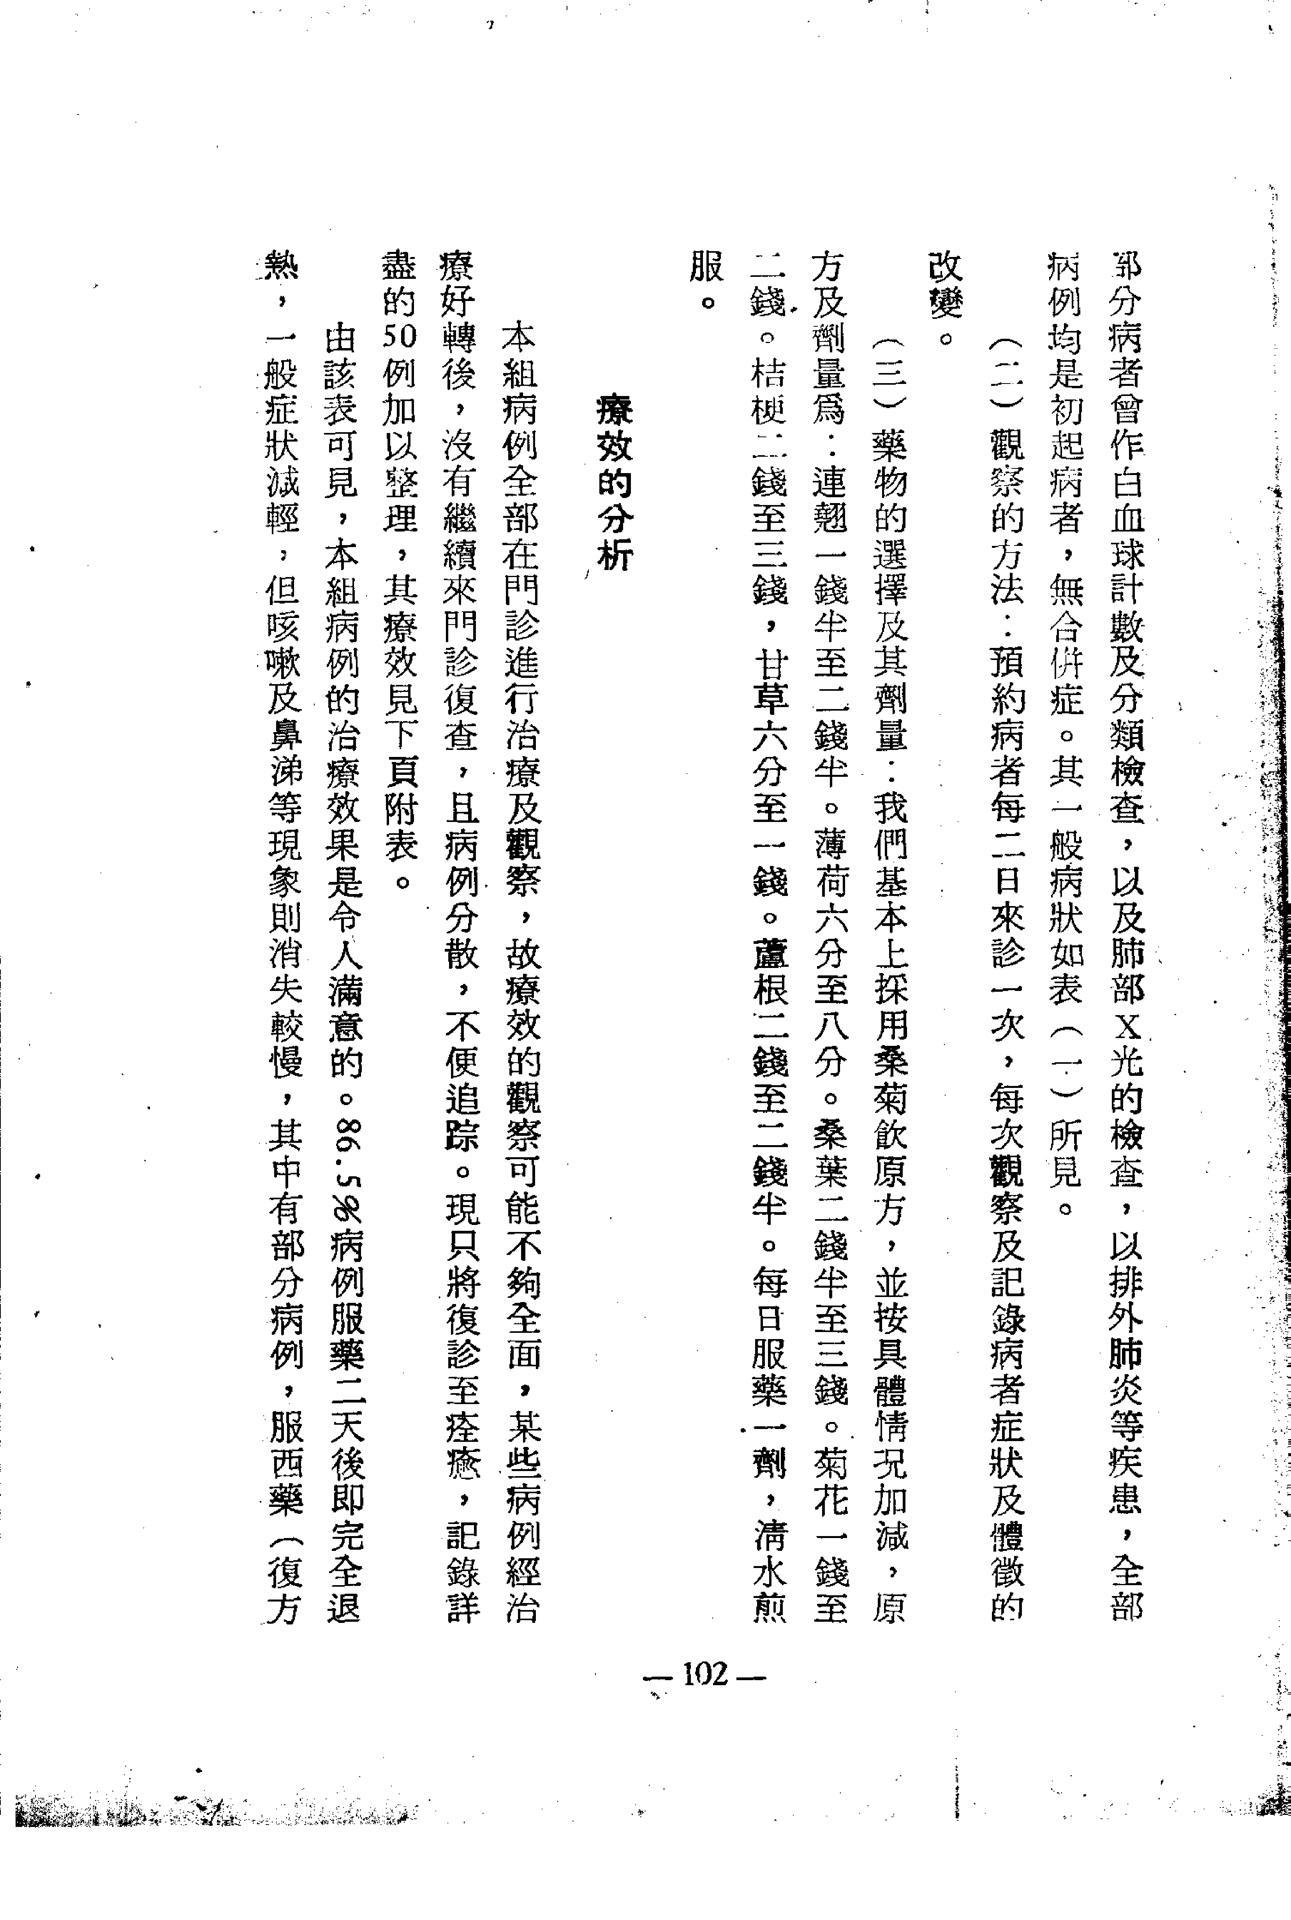 部分病者曾作白血球計數及分類檢查，以及肺部X光的檢查，以排外肺炎等疾患，全部
病例均是初起病者，無合併症。其一般病狀如表（一）所見。
（二）觀察的方法：預約病者每二日來診一次，每次觀察及記錄病者症狀及體徵的
改變。
（三）藥物的選擇及其劑量：我們基本上採用桑菊飲原方，並按具體情況加減，原
方及劑量爲：連翹一錢半至二錢半。薄荷六分至八分。桑葉二錢半至三錢。菊花一錢至
二錢。桔梗二錢至三錢，甘草六分至一錢。蘆根二錢至二錢半。每日服藥一劑，清水煎
服。
療效的分析
本組病例全部在門診進行治療及觀察，故療效的觀察可能不夠全面，某些病例經治
療好轉後，沒有繼續來門診復查，且病例分散，不便追踪。現只將復診至痊癒，記錄詳
盡的50例加以整理，其療效見下頁附表。
由該表可見，本組病例的治療效果是令人滿意的。86.5%病例服藥二天後即完全退
熱，一般症狀減輕，但咳嗽及鼻涕等現象則消失較慢，其中有部分病例，服西藥（復方
—102—